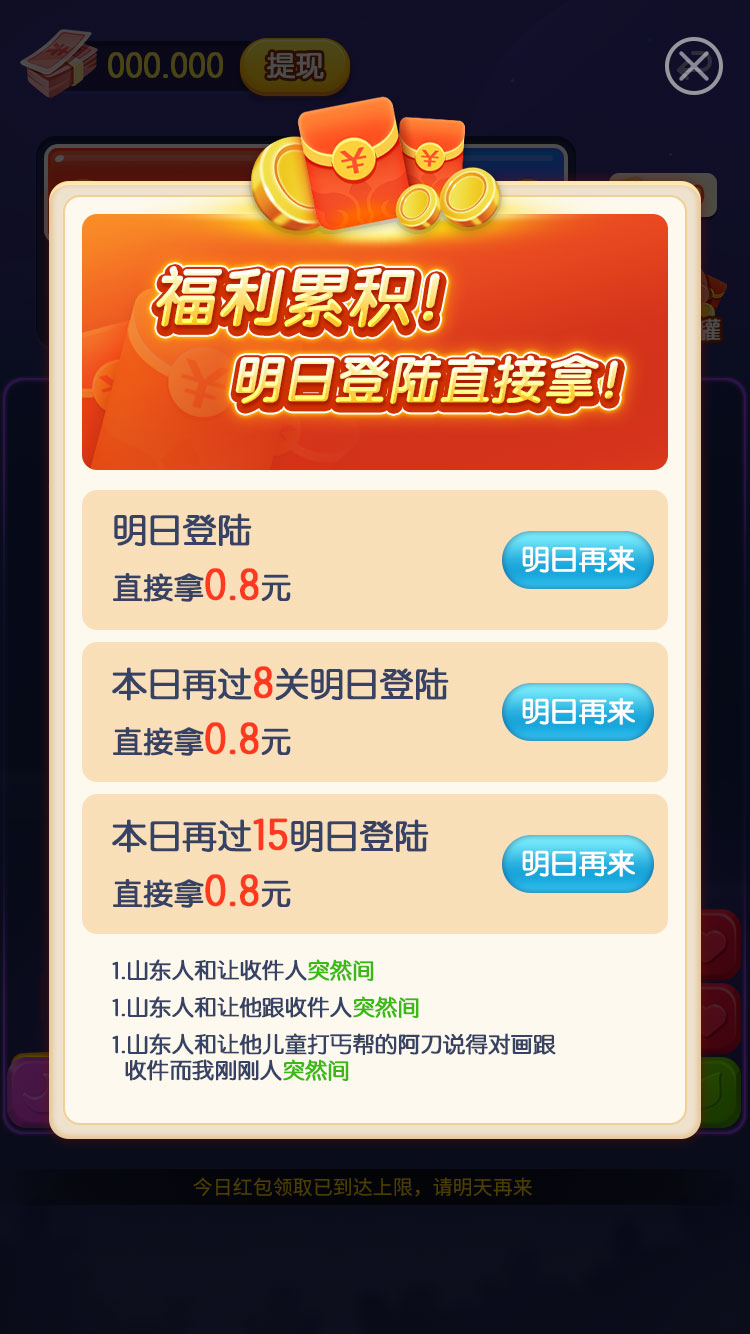 000.000
提现
福利累积!
明日登陆直接拿!
明日登陆
直接拿0.8元
明日再来
本日再过8关明日登陆
直接拿0.8元
明日再来
本日再过15明日登陆
直接拿0.8元
明日再来
1.山东人和让收件人突然间
1.山东人和让他跟收件人突然间
1.山东人和让他儿童打丐帮的阿刀说得对画跟
收件而我刚刚人突然间
今日红包领取已到达上限，请明天再来